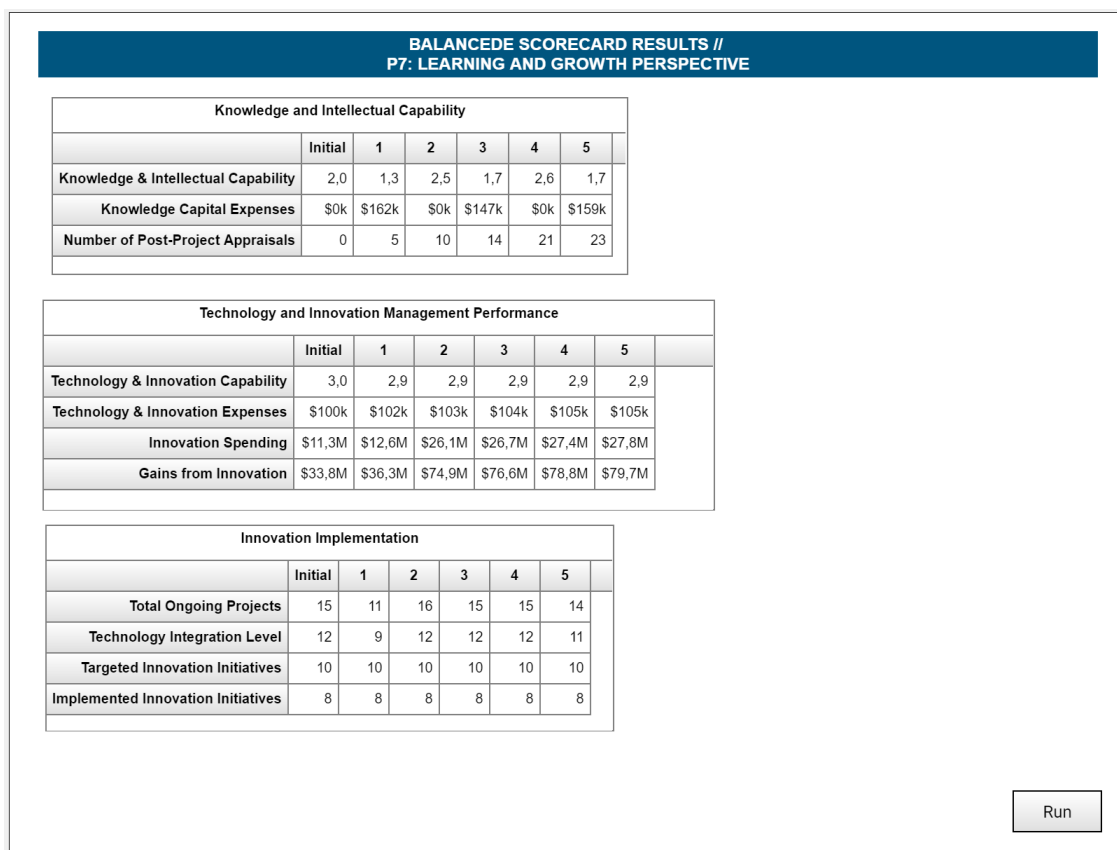 BALANCEDE SCORECARD RESULTS //
P7: LEARNING AND GROWTH PERSPECTIVE
Knowledge and Intellectual Capability
Initial 1 2 3 4 5
Knowledge & Intellectual Capability 2,0 1,3 2,5 1,7 2,6 1,7
Knowledge Capital Expenses $0k $162k $0k $147k $0k $159k
Number of Post-Project Appraisals 0 5 10 14 21 23
Technology and Innovation Management Performance
Initial 1 2 3 4 5
Technology & Innovation Capability 3,0 2,9 2,9 2,9 2,9 2,9
Technology & Innovation Expenses $100k $102k $103k $104k $105k $105k
Innovation Spending $11,3M $12,6M $26,1M $26,7M $27,4M $27,8M
Gains from Innovation $33,8M $36,3M $74,9M $76,6M $78,8M $79,7M
Innovation Implementation
Initial 1 2 3 4 5
Total Ongoing Projects 15 11 16 15 15 14
Technology Integration Level 12 9 12 12 12 11
Targeted Innovation Initiatives 10 10 10 10 10 10
Implemented Innovation Initiatives 8 8 8 8 8 8
Run